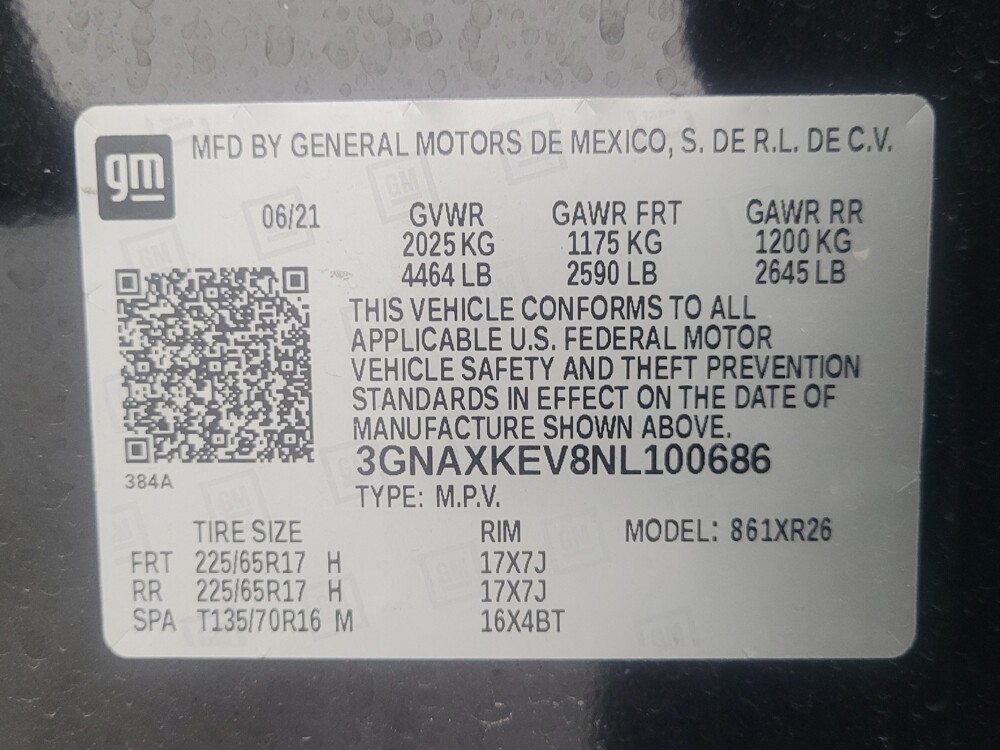 gm
MFD BY GENERAL MOTORS DE MEXICO, S. DE R.L. DE C.V.
06/21 GVWR GAWR FRT GAWR RR
2025 KG 1175 KG 1200 KG
4464 LB 2590 LB 2645 LB
THIS VEHICLE CONFORMS TO ALL
APPLICABLE U.S. FEDERAL MOTOR
VEHICLE SAFETY AND THEFT PREVENTION
STANDARDS IN EFFECT ON THE DATE OF
MANUFACTURE SHOWN ABOVE.
3GNAXKEV8NL100686
384A
TYPE: M.P.V.
TIRE SIZE RIM MODEL: 861XR26
FRT 225/65R17 H 17X7J
RR 225/65R17 H 17X7J
SPA T135/70R16 M 16X4BT